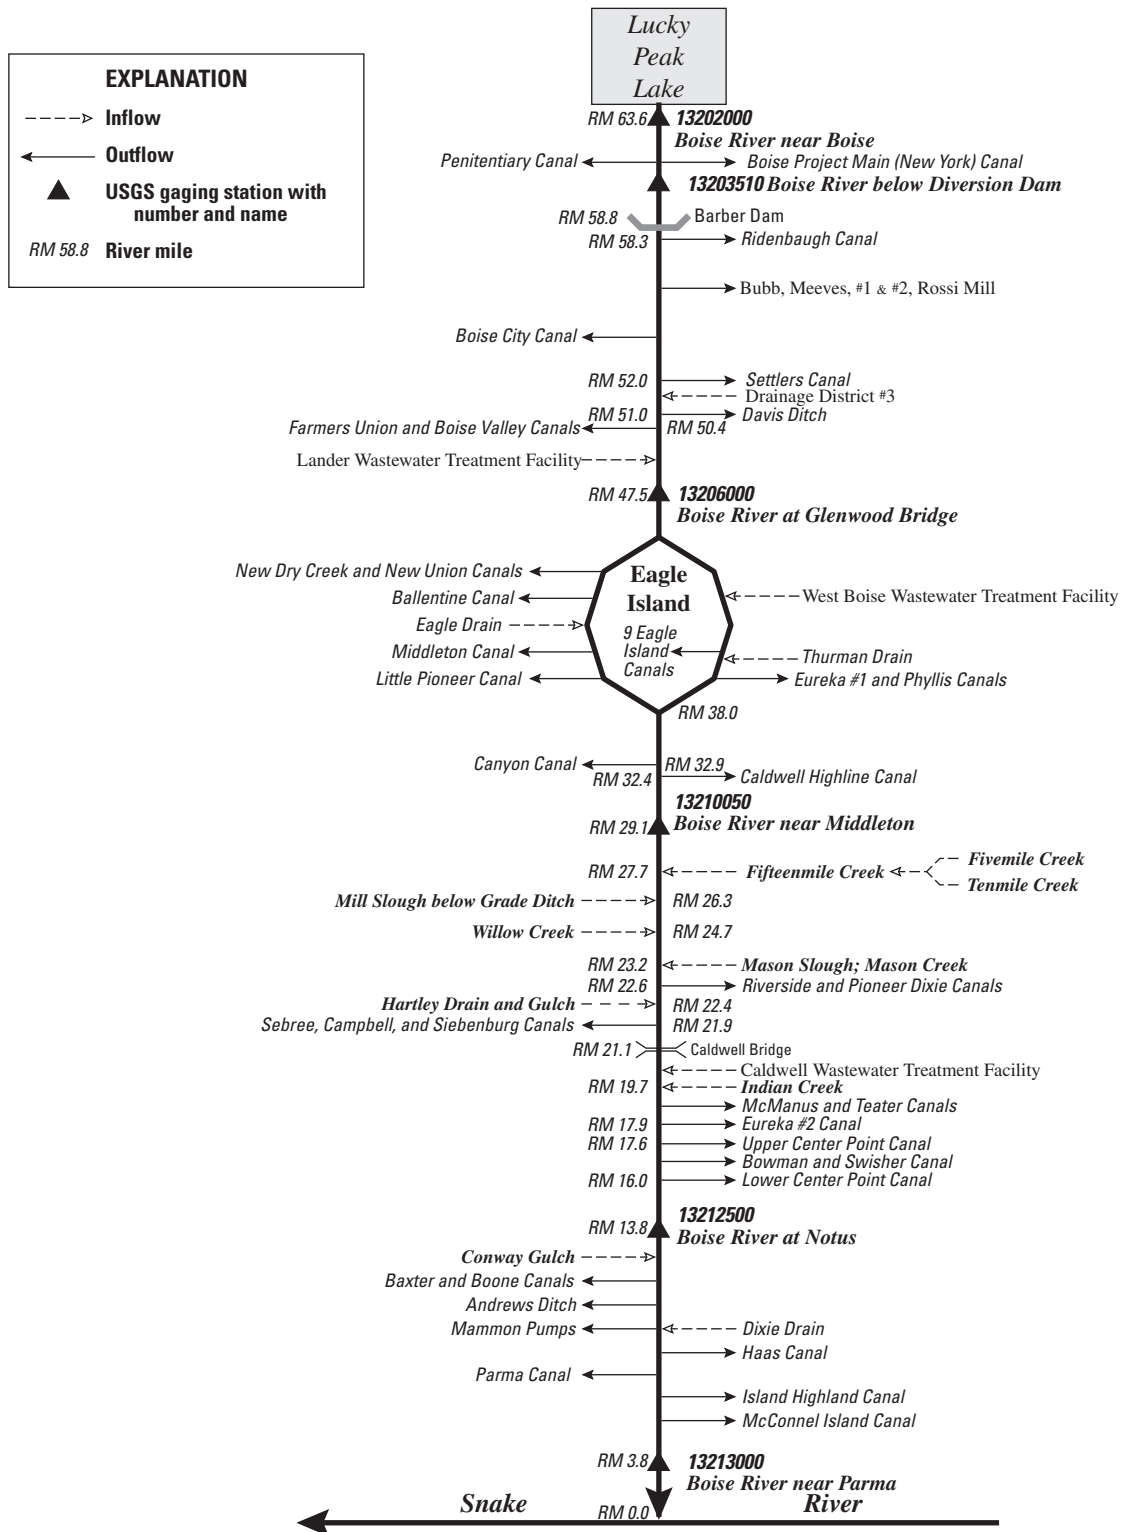 Lucky
Peak
Lake
EXPLANATION
Inflow
Outflow
USGS gaging station with
number and name
RM 58.8 River mile
RM 63.6 13202000
Boise River near Boise
Penitentiary Canal Boise Project Main (New York) Canal
13203510 Boise River below Diversion Dam
RM 58.8 Barber Dam
RM 58.3 Ridenbaugh Canal
Bubb, Meeves, #1 & #2, Rossi Mill
Boise City Canal
RM 52.0 Settlers Canal
Drainage District #3
RM 51.0 Davis Ditch
Farmers Union and Boise Valley Canals RM 50.4
Lander Wastewater Treatment Facility
RM 47.5 13206000
Boise River at Glenwood Bridge
New Dry Creek and New Union Canals
Eagle
Island
Ballentine Canal West Boise Wastewater Treatment Facility
Eagle Drain
9 Eagle
Island
Canals
Middleton Canal Thurman Drain
Little Pioneer Canal Eureka #1 and Phyllis Canals
RM 38.0
Canyon Canal RM 32.9
RM 32.4 Caldwell Highline Canal
13210050
RM 29.1 Boise River near Middleton
RM 27.7 Fifteenmile Creek Fivemile Creek
Tenmile Creek
Mill Slough below Grade Ditch RM 26.3
Willow Creek RM 24.7
RM 23.2 Mason Slough; Mason Creek
RM 22.6 Riverside and Pioneer Dixie Canals
Hartley Drain and Gulch RM 22.4
Sebree, Campbell, and Siebenburg Canals RM 21.9
RM 21.1 Caldwell Bridge
Caldwell Wastewater Treatment Facility
RM 19.7 Indian Creek
McManus and Teater Canals
RM 17.9 Eureka #2 Canal
RM 17.6 Upper Center Point Canal
Bowman and Swisher Canal
RM 16.0 Lower Center Point Canal
RM 13.8 13212500
Boise River at Notus
Conway Gulch
Baxter and Boone Canals
Andrews Ditch
Mammon Pumps Dixie Drain
Haas Canal
Parma Canal
Island Highland Canal
McConnel Island Canal
RM 3.8 13213000
Boise River near Parma
Snake RM 0.0 River